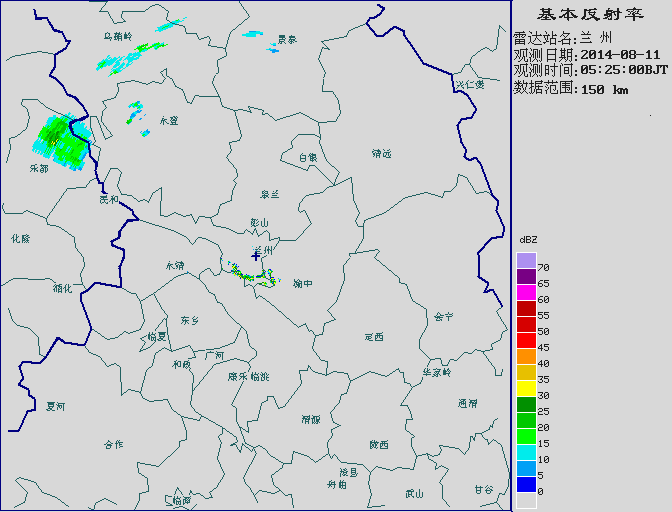 基本反射率
雷达站名:兰 州
观测日期:2014-08-11
观测时间:05:25:00BJT
数据范围:150 km
乌鞘岭
景泰
兴仁堡
永登
白银
靖远
乐都
民和
皋兰
彭山
化隆
兰州
永靖
榆中
循化
东乡
临夏
会宁
定西
和政
广河
康乐
临洮
华家岭
夏河
渭源
通渭
合作
陇西
漳县
岷
临潭
武山
甘谷
dBZ
70
65
60
55
50
45
40
35
30
25
20
15
10
5
0